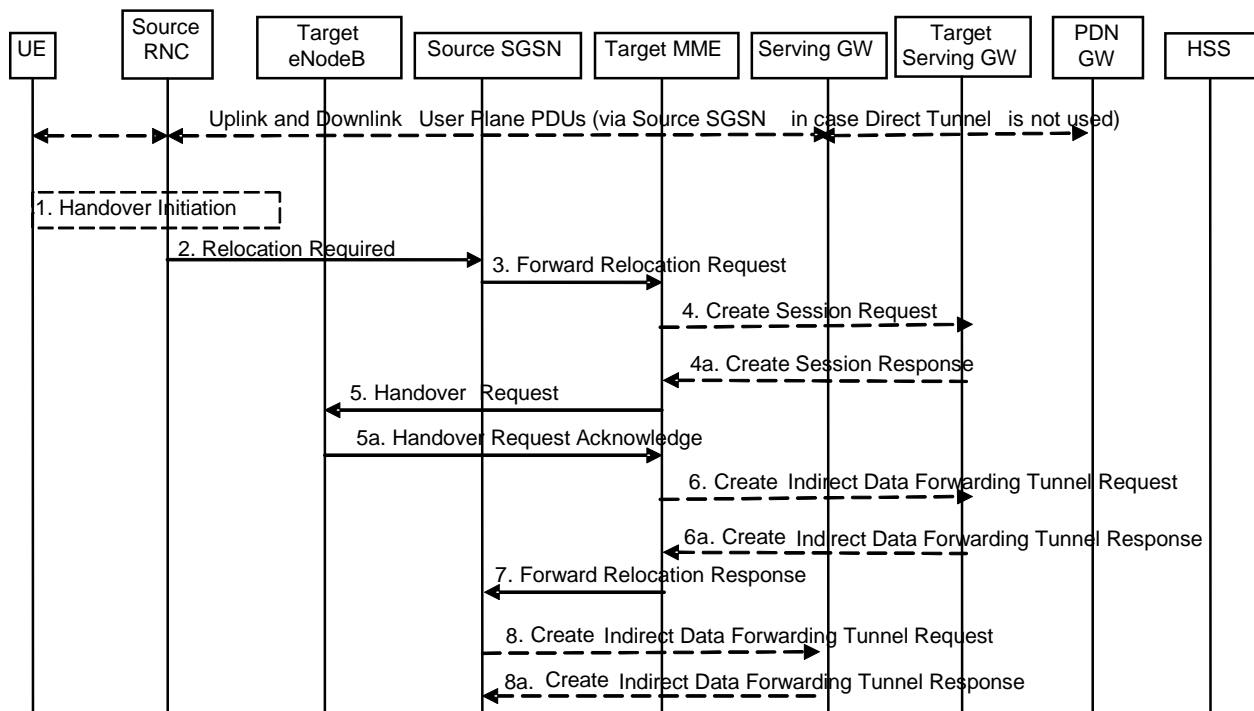 UE
Source
RNC
Target
eNodeB
Source SGSN
Target MME
Serving GW
Target
Serving GW
PDN
GW
HSS
Uplink and Downlink User Plane PDUs (via Source SGSN in case Direct Tunnel is not used)
1. Handover Initiation
2. Relocation Required
3. Forward Relocation Request
4. Create Session Request
4a. Create Session Response
5. Handover Request
5a. Handover Request Acknowledge
6. Create Indirect Data Forwarding Tunnel Request
6a. Create Indirect Data Forwarding Tunnel Response
7. Forward Relocation Response
8. Create Indirect Data Forwarding Tunnel Request
8a. Create Indirect Data Forwarding Tunnel Response